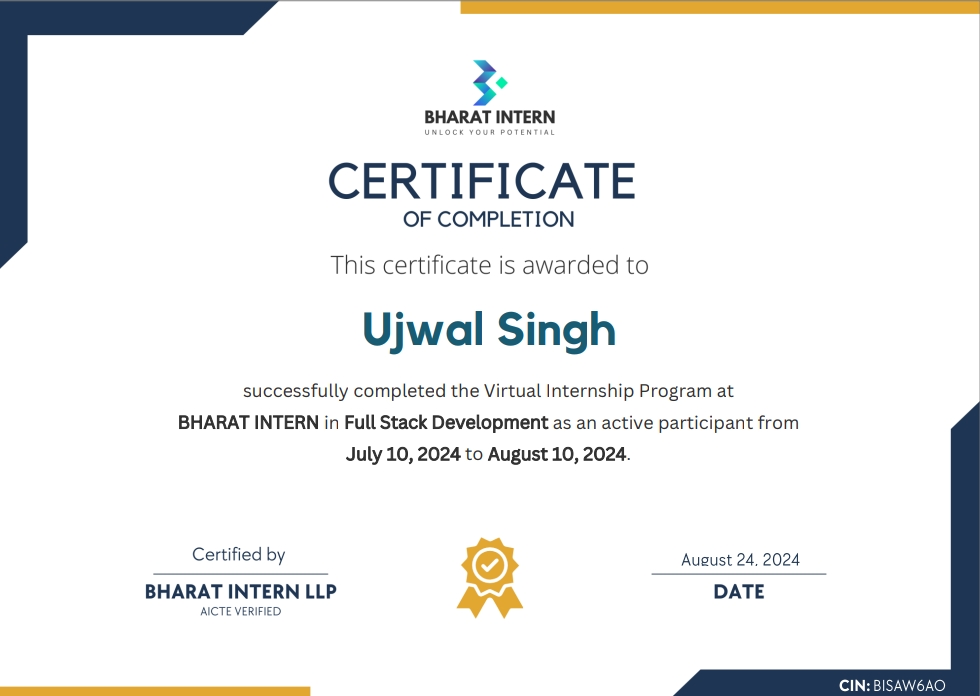 BHARAT INTERN
UNLOCK YOUR POTENTIAL
CERTIFICATE
OF COMPLETION
This certificate is awarded to
Ujwal Singh
successfully completed the Virtual Internship Program at
BHARAT INTERN in Full Stack Development as an active participant from
July 10, 2024 to August 10, 2024.
Certified by
BHARAT INTERN LLP
AICTE VERIFIED
August 24, 2024
DATE
CIN: BISAW6AO